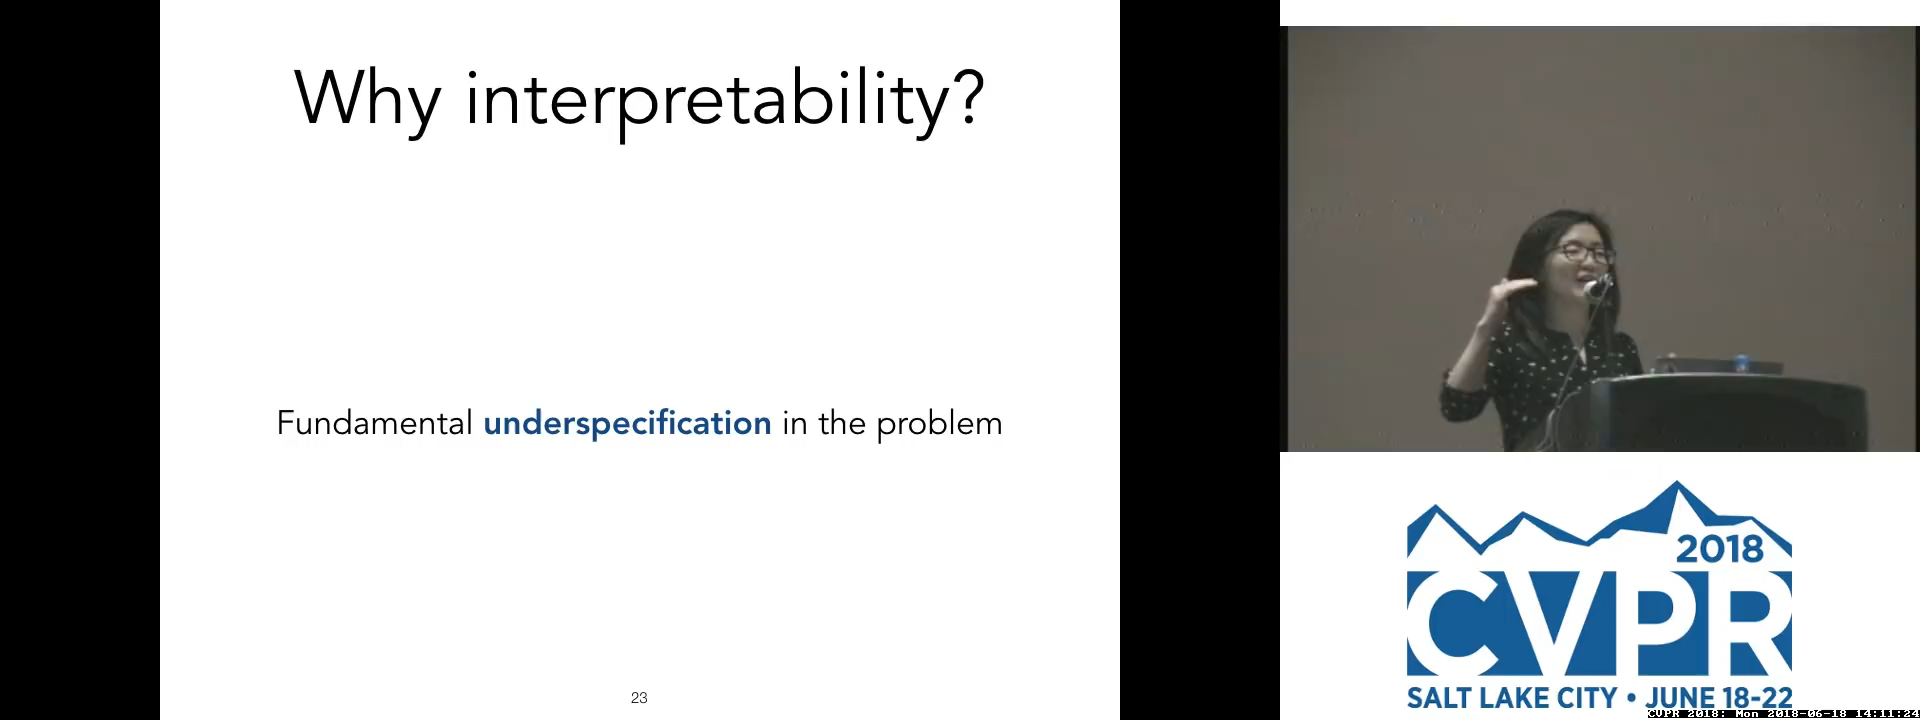 Why interpretability?
Fundamental underspecification in the problem
23
2018
CVPR
SALT LAKE CITY • JUNE 18-22
CVPR 2018: Mon 2018-06-18 14:11:24